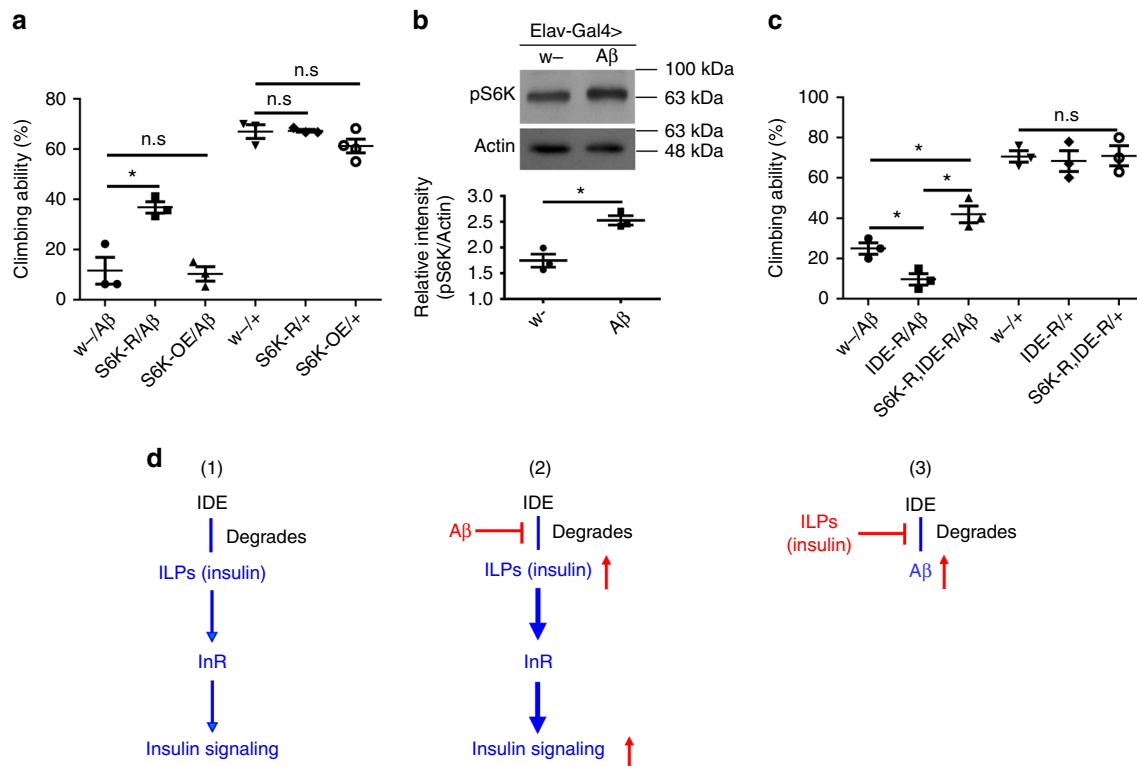 a
Climbing ability (%)
80
60
40
20
0
n.s
*
n.s
n.s
w–/Aβ
S6K-R/Aβ
S6K-OE/Aβ
w–/+
S6K-R/+
S6K-OE/+
b
Elav-Gal4>
w– Aβ
pS6K
100 kDa
63 kDa
Actin
63 kDa
48 kDa
Relative intensity
(pS6K/Actin)
3.0
2.5
2.0
1.5
1.0
*
w-
Aβ
c
Climbing ability (%)
100
80
60
40
20
0
*
*
*
n.s
w–/Aβ
IDE-R/Aβ
S6K-R,IDE-R/Aβ
w–/+
IDE-R/+
S6K-R,IDE-R/+
d
(1)
IDE
Degrades
ILPs (insulin)
InR
Insulin signaling
(2)
IDE
Aβ
Degrades
ILPs (insulin)
InR
Insulin signaling
(3)
IDE
ILPs
(insulin)
Degrades
Aβ